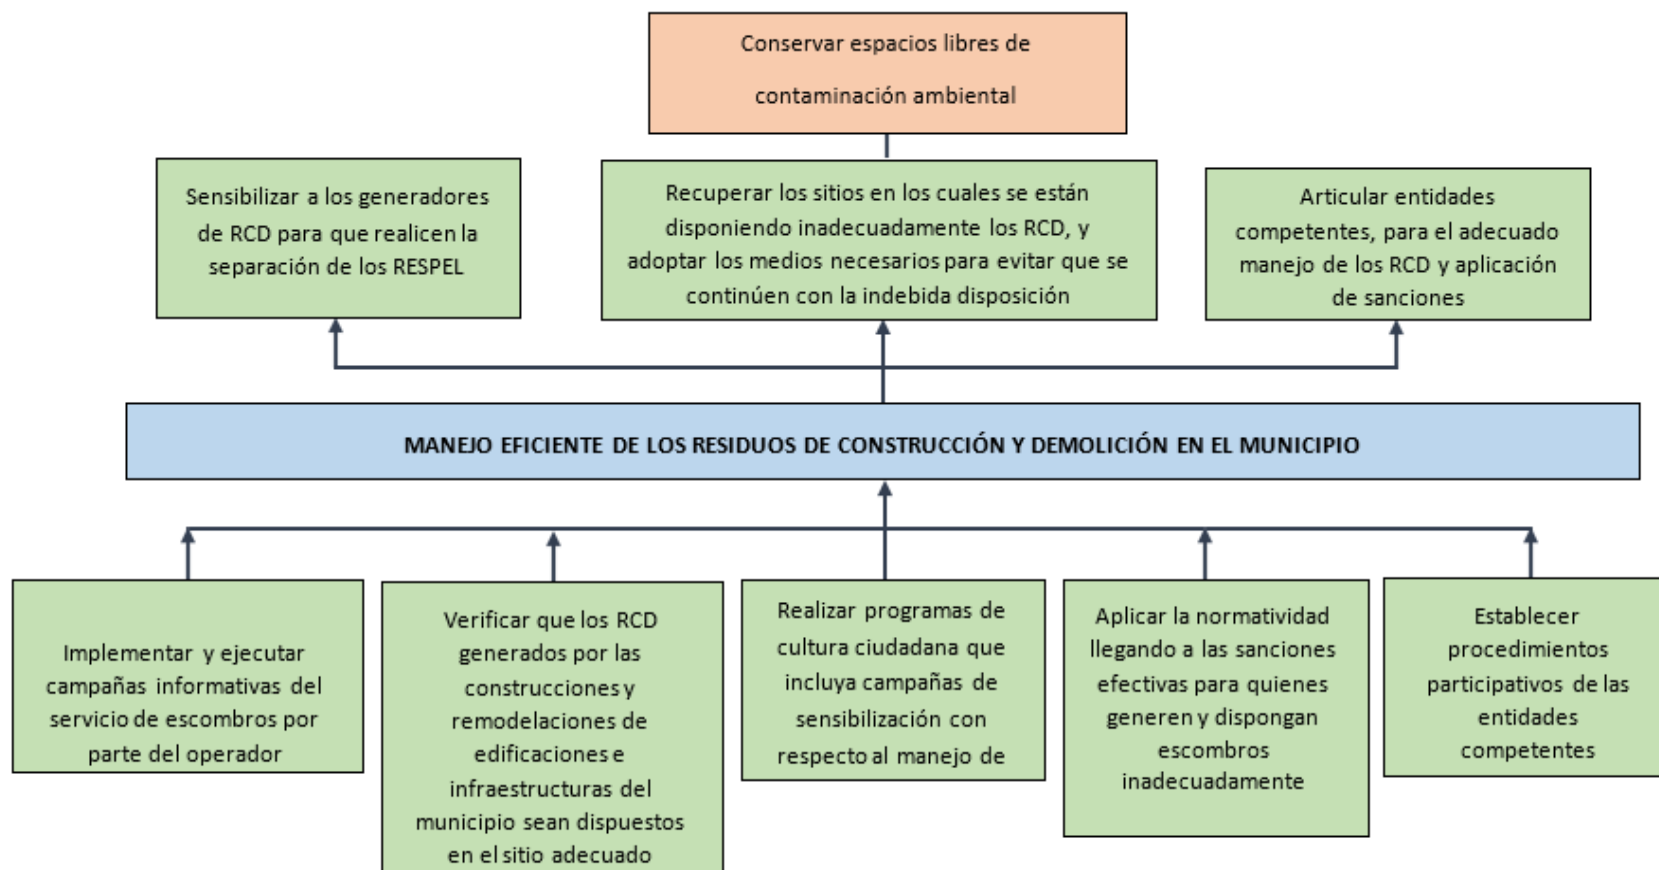 Conservar espacios libres de
contaminación ambiental
Sensibilizar a los generadores
de RCD para que realicen la
separación de los RESPEL
Recuperar los sitios en los cuales se están
disponiendo inadecuadamente los RCD, y
adoptar los medios necesarios para evitar que se
continúen con la indebida disposición
Articular entidades
competentes, para el adecuado
manejo de los RCD y aplicación
de sanciones
MANEJO EFICIENTE DE LOS RESIDUOS DE CONSTRUCCIÓN Y DEMOLICIÓN EN EL MUNICIPIO
Implementar y ejecutar
campañas informativas del
servicio de escombros por
parte del operador
Verificar que los RCD
generados por las
construcciones y
remodelaciones de
edificaciones e
infraestructuras del
municipio sean dispuestos
en el sitio adecuado
Realizar programas de
cultura ciudadana que
incluya campañas de
sensibilización con
respecto al manejo de
Aplicar la normatividad
llegando a las sanciones
efectivas para quienes
generen y dispongan
escombros
inadecuadamente
Establecer
procedimientos
participativos de las
entidades
competentes